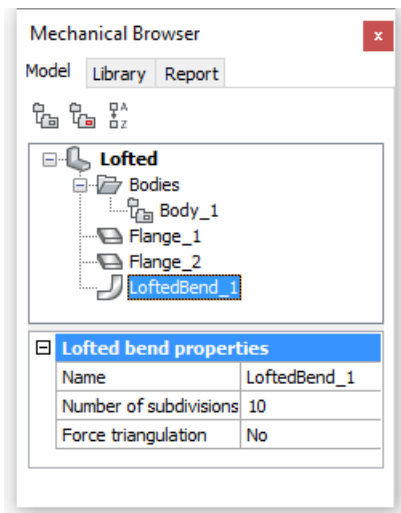 Mechanical Browser
x
Model Library Report
A
Z
Lofted
Bodies
Body_1
Flange_1
Flange_2
LoftedBend_1
Lofted bend properties
Name LoftedBend_1
Number of subdivisions 10
Force triangulation No